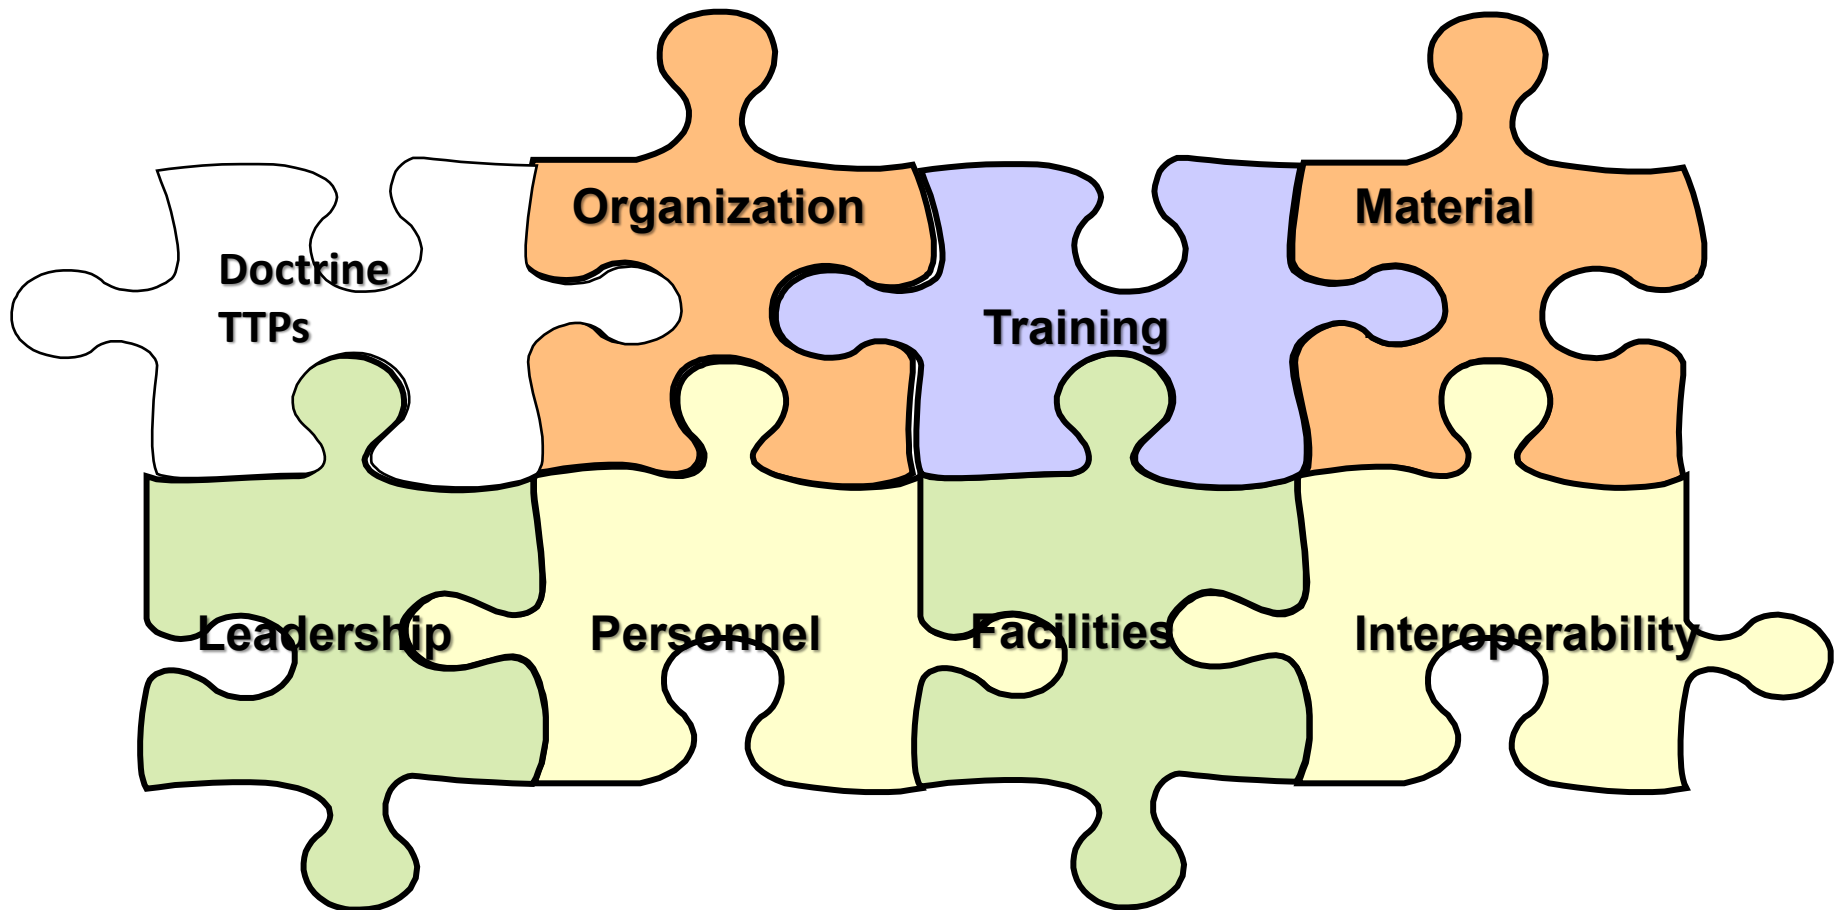 Organization
Material
Doctrine
TTPs
Training
Leadership
Personnel
Facilities
Interoperability